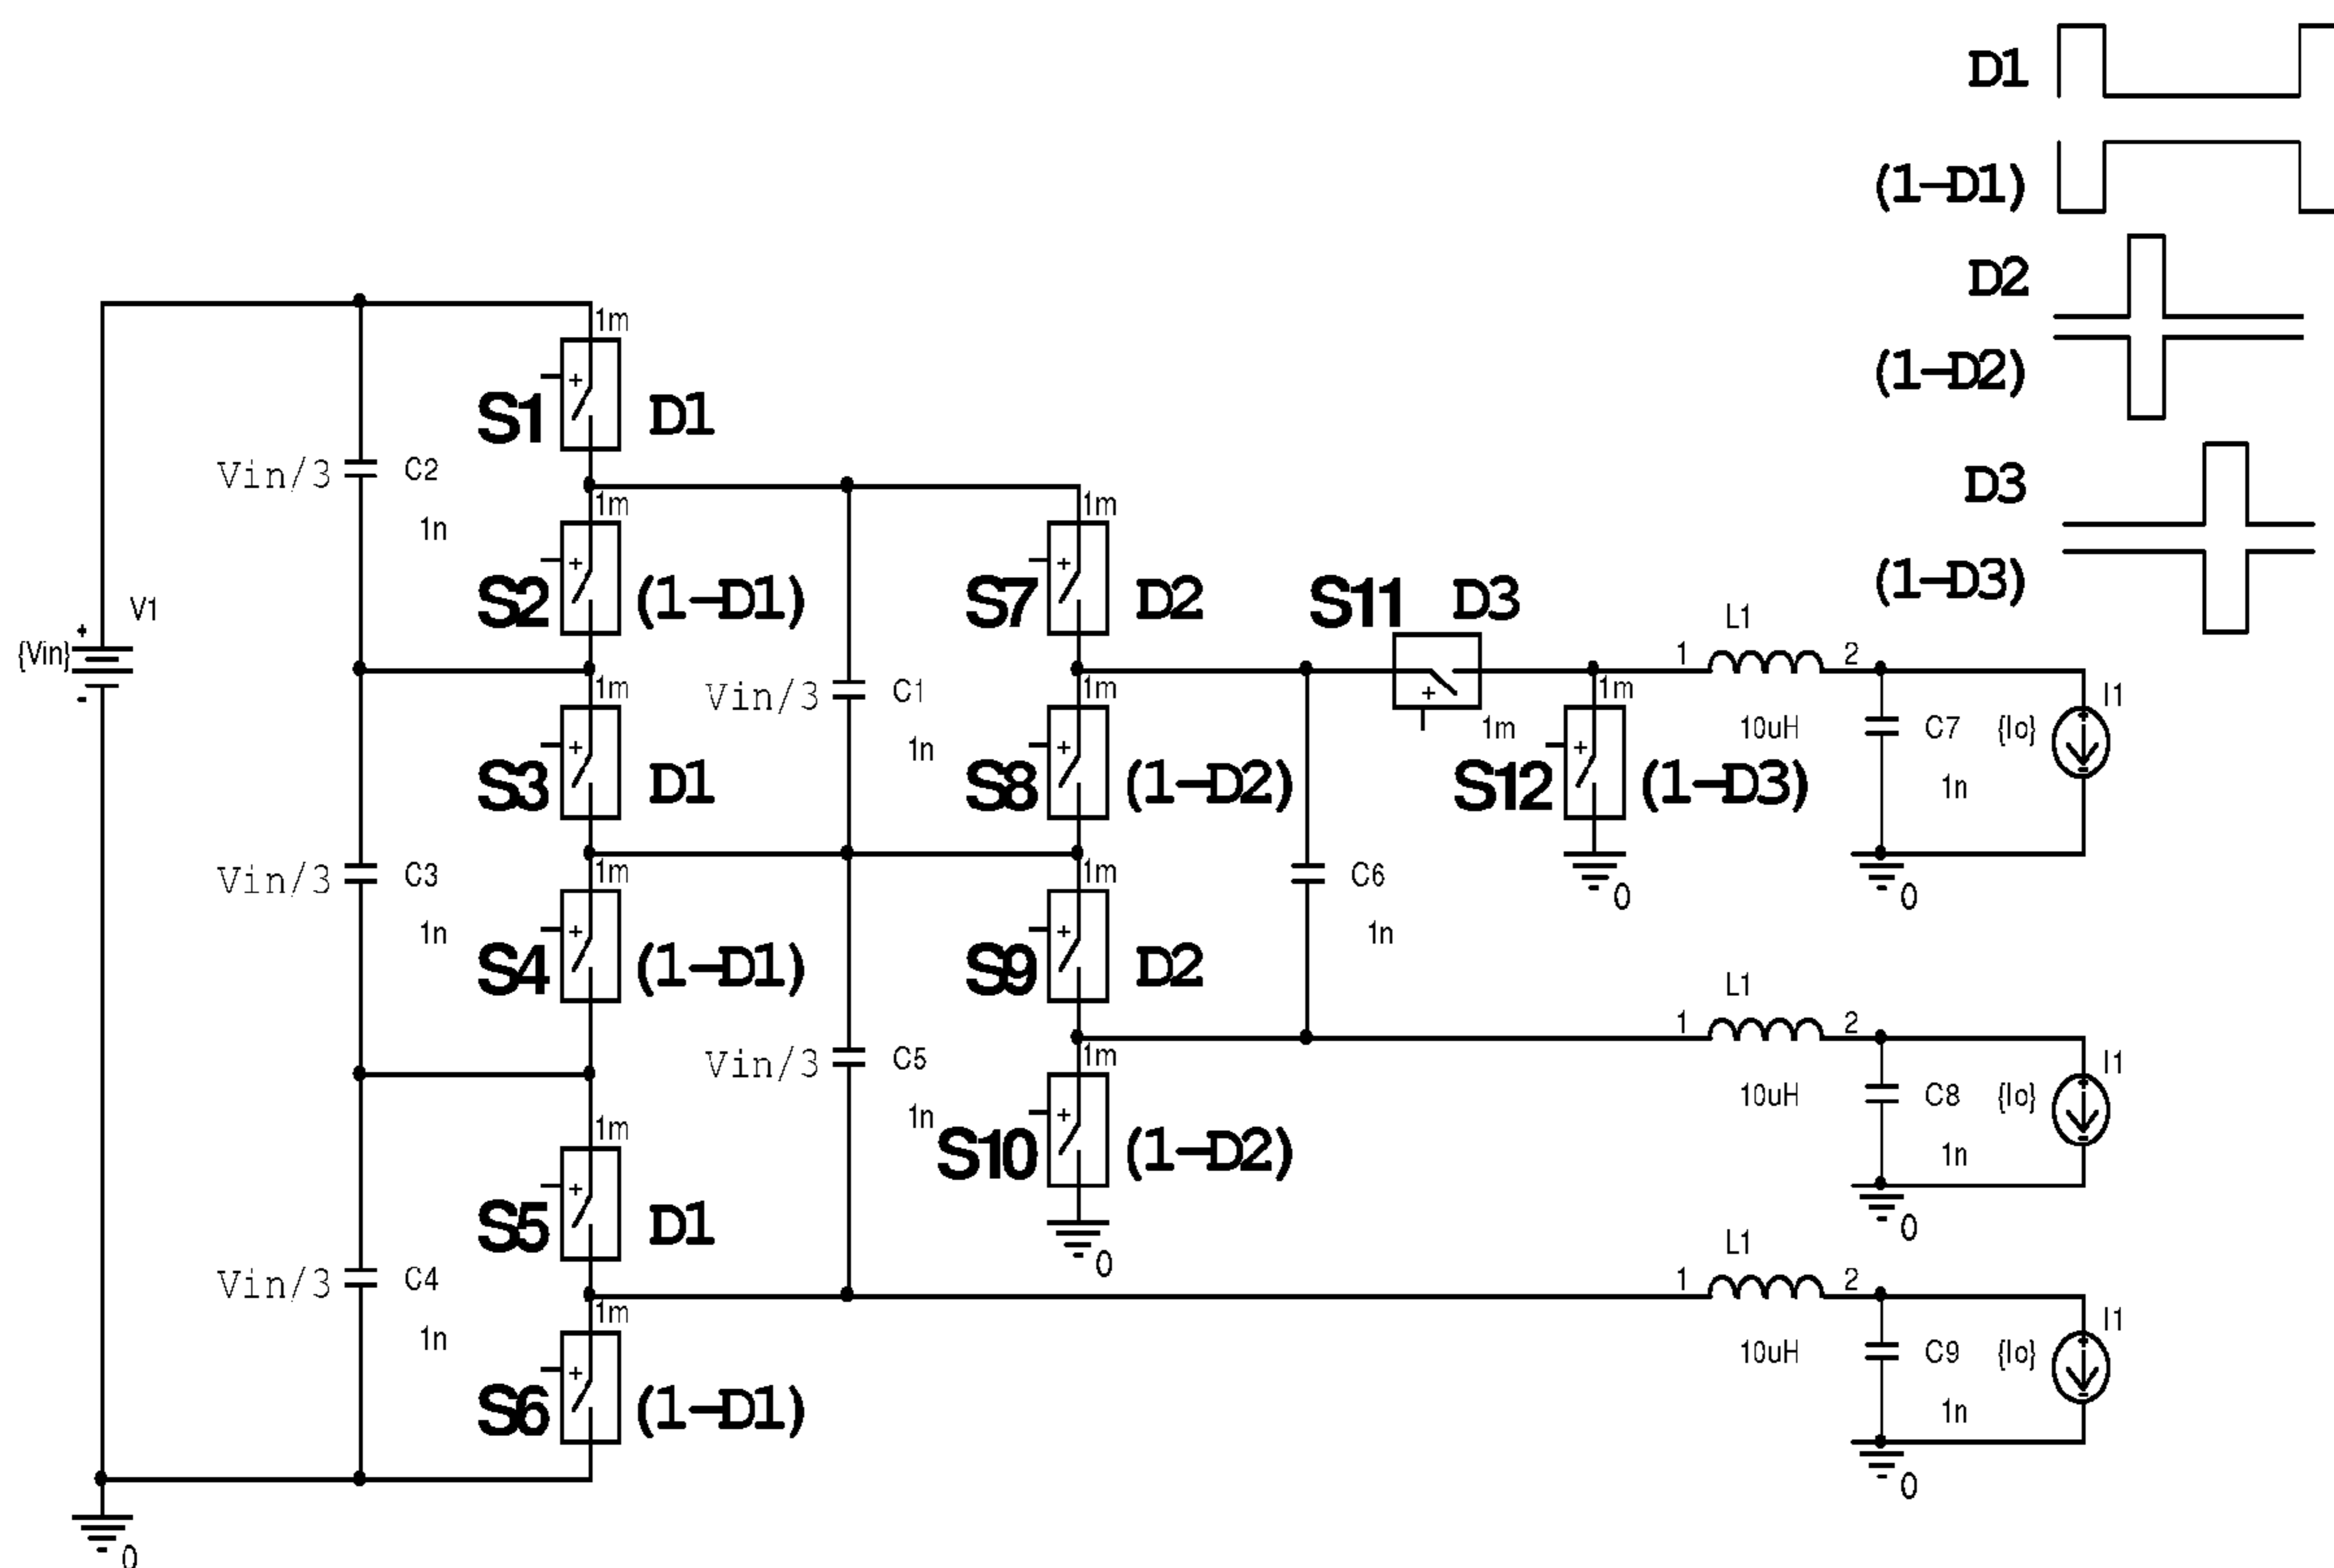 D1
(1-D1)
D2
(1-D2)
D3
(1-D3)
V1
+
{Vin}
-
0
Vin/3
C2
1n
Vin/3
C3
1n
Vin/3
C4
1n
1m
+
S1
D1
1m
+
S2
(1-D1)
1m
+
S3
D1
1m
+
S4
(1-D1)
1m
+
S5
D1
1m
+
S6
(1-D1)
Vin/3
C1
1n
Vin/3
C5
1n
1m
+
S7
D2
1m
+
S8
(1-D2)
1m
+
S9
D2
1m
+
S10
(1-D2)
0
C6
1n
S11
D3
+
1m
1m
+
S12
(1-D3)
0
L1
1
2
10uH
C7
1n
{Io}
I1
+
-
0
L1
1
2
10uH
C8
1n
{Io}
I1
+
-
0
L1
1
2
10uH
C9
1n
{Io}
I1
+
-
0